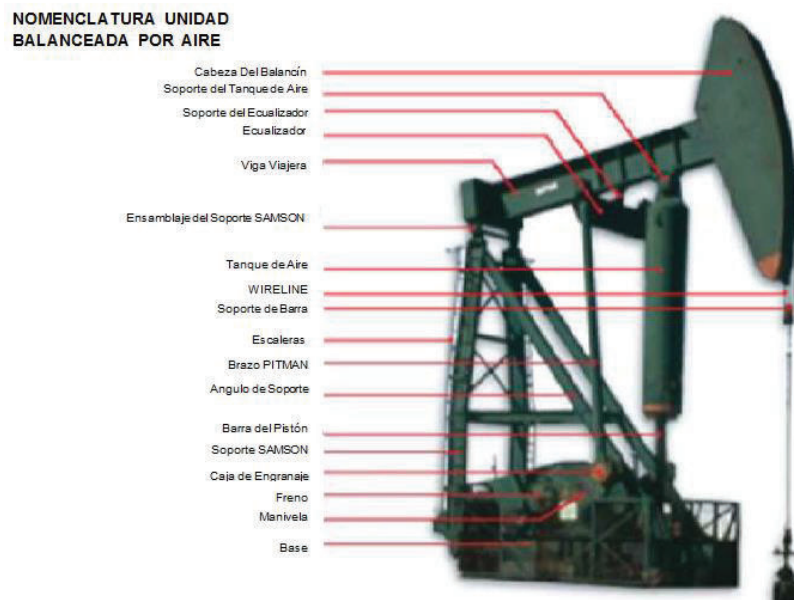 NOMENCLATURA UNIDAD
BALANCEADA POR AIRE
Cabeza Del Balancín
Soporte del Tanque de Aire
Soporte del Ecualizador
Ecualizador
Viga Viajera
Ensamblaje del Soporte SAMSON
Tanque de Aire
WIRELINE
Soporte de Barra
Escaleras
Brazo PITMAN
Angulo de Soporte
Barra del Pistón
Soporte SAMSON
Caja de Engranaje
Freno
Manivela
Base